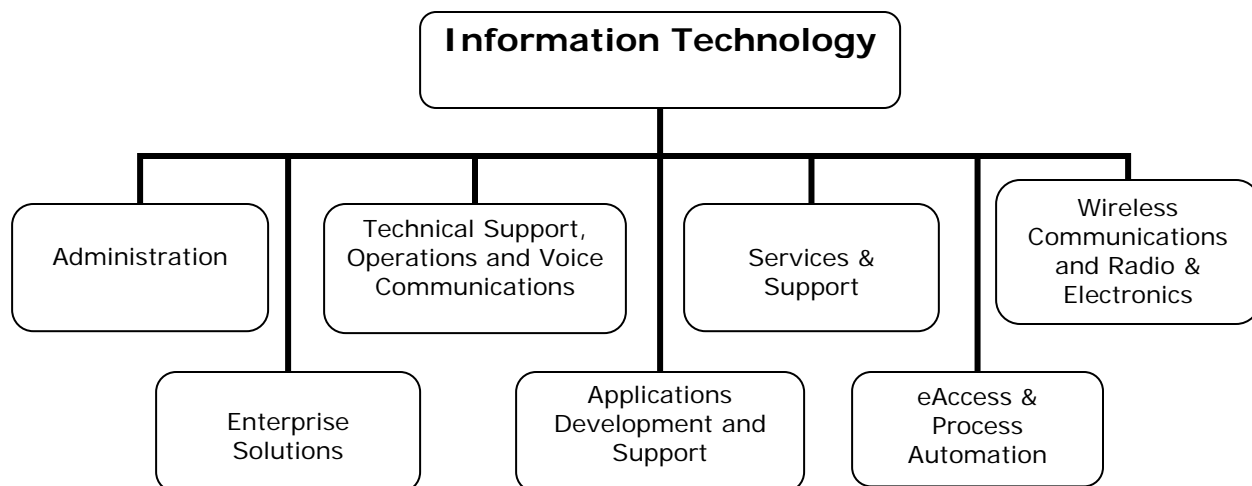 Information Technology
Administration
Technical Support,
Operations and Voice
Communications
Services &
Support
Wireless
Communications
and Radio &
Electronics
Enterprise
Solutions
Applications
Development and
Support
eAccess &
Process
Automation